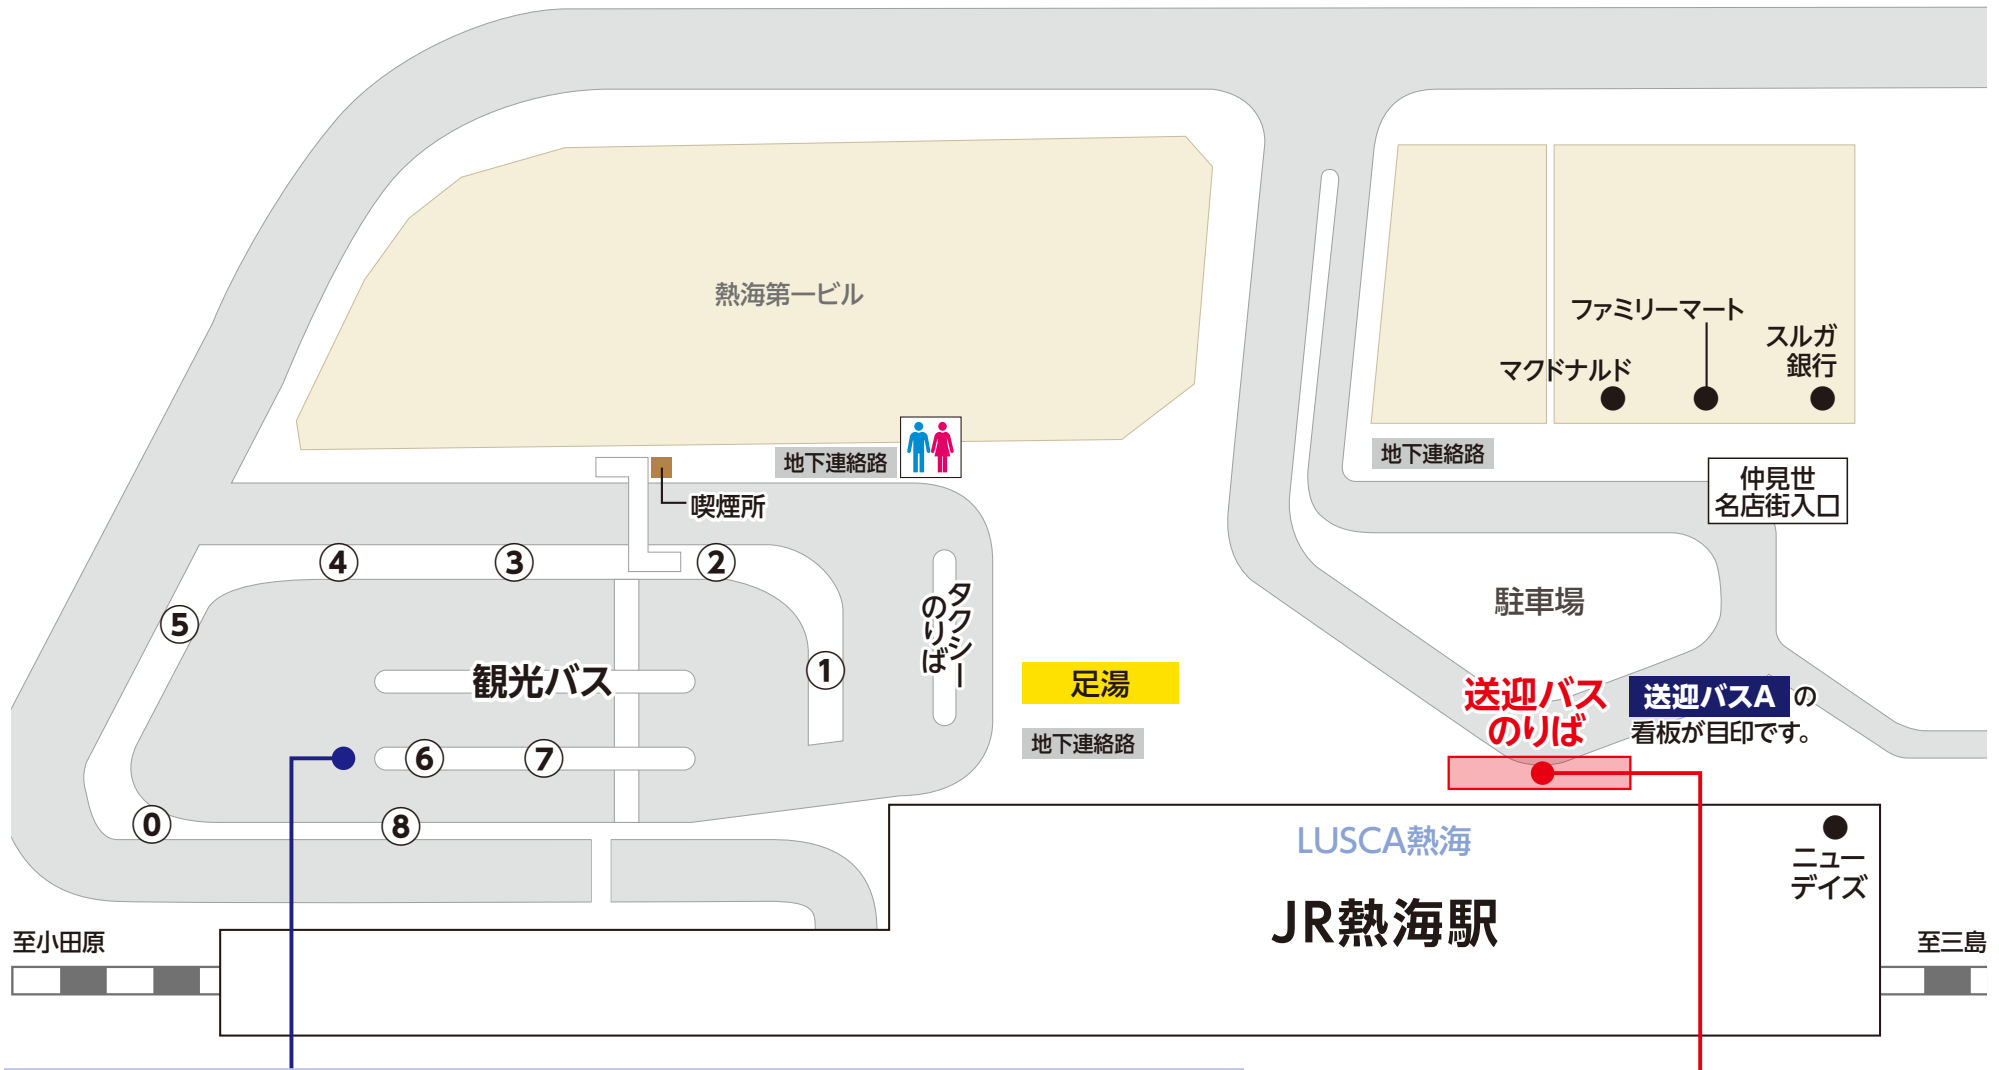 熱海第一ビル
ファミリーマート
スルガ
銀行
マクドナルド
地下連絡路
地下連絡路
仲見世
名店街入口
喫煙所
④
③
②
⑤
タクシー
のりば
駐車場
観光バス
①
足湯
送迎バス
のりば
送迎バスA の
看板が目印です。
地下連絡路
⑥
⑦
⓪
⑧
LUSCA熱海
ニュー
デイズ
JR熱海駅
至小田原
至三島